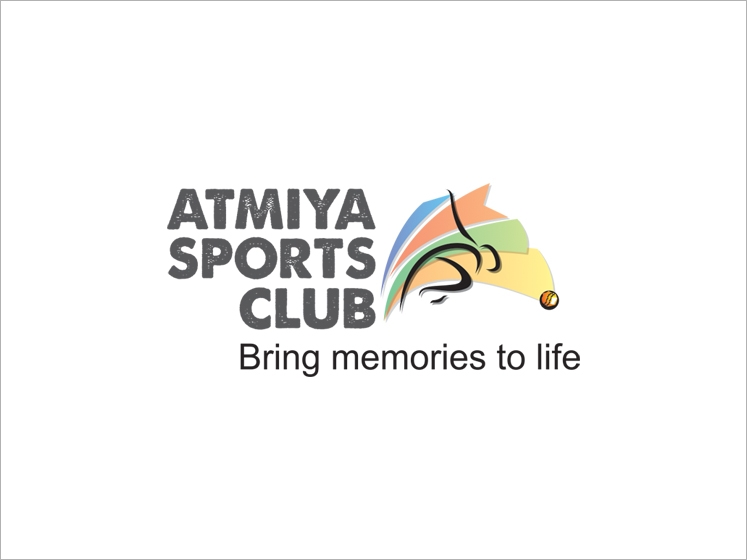 ATMIYA
SPORTS
CLUB
Bring memories to life